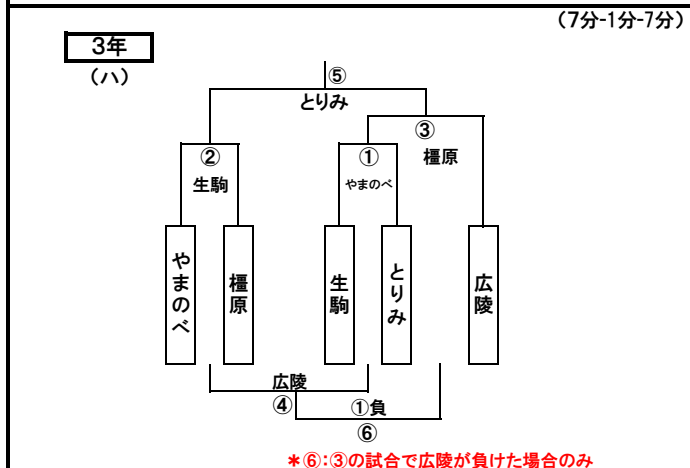 (7分-1分-7分)
3年
(ハ)
⑤
とりみ
③
② ① 橿原
生駒 やまのべ
やまのべ
橿原
生駒
とりみ
広陵
広陵
④ ①負
⑥
*⑥:③の試合で広陵が負けた場合のみ